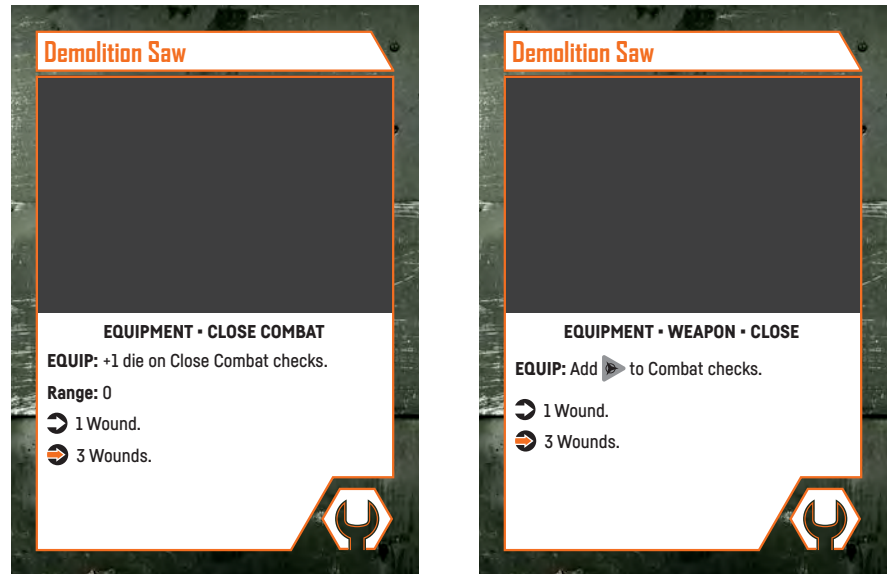 Demolition Saw
EQUIPMENT ▪ CLOSE COMBAT
EQUIP: +1 die on Close Combat checks.
Range: 0
1 Wound.
3 Wounds.
Demolition Saw
EQUIPMENT ▪ WEAPON ▪ CLOSE
EQUIP: Add to Combat checks.
1 Wound.
3 Wounds.